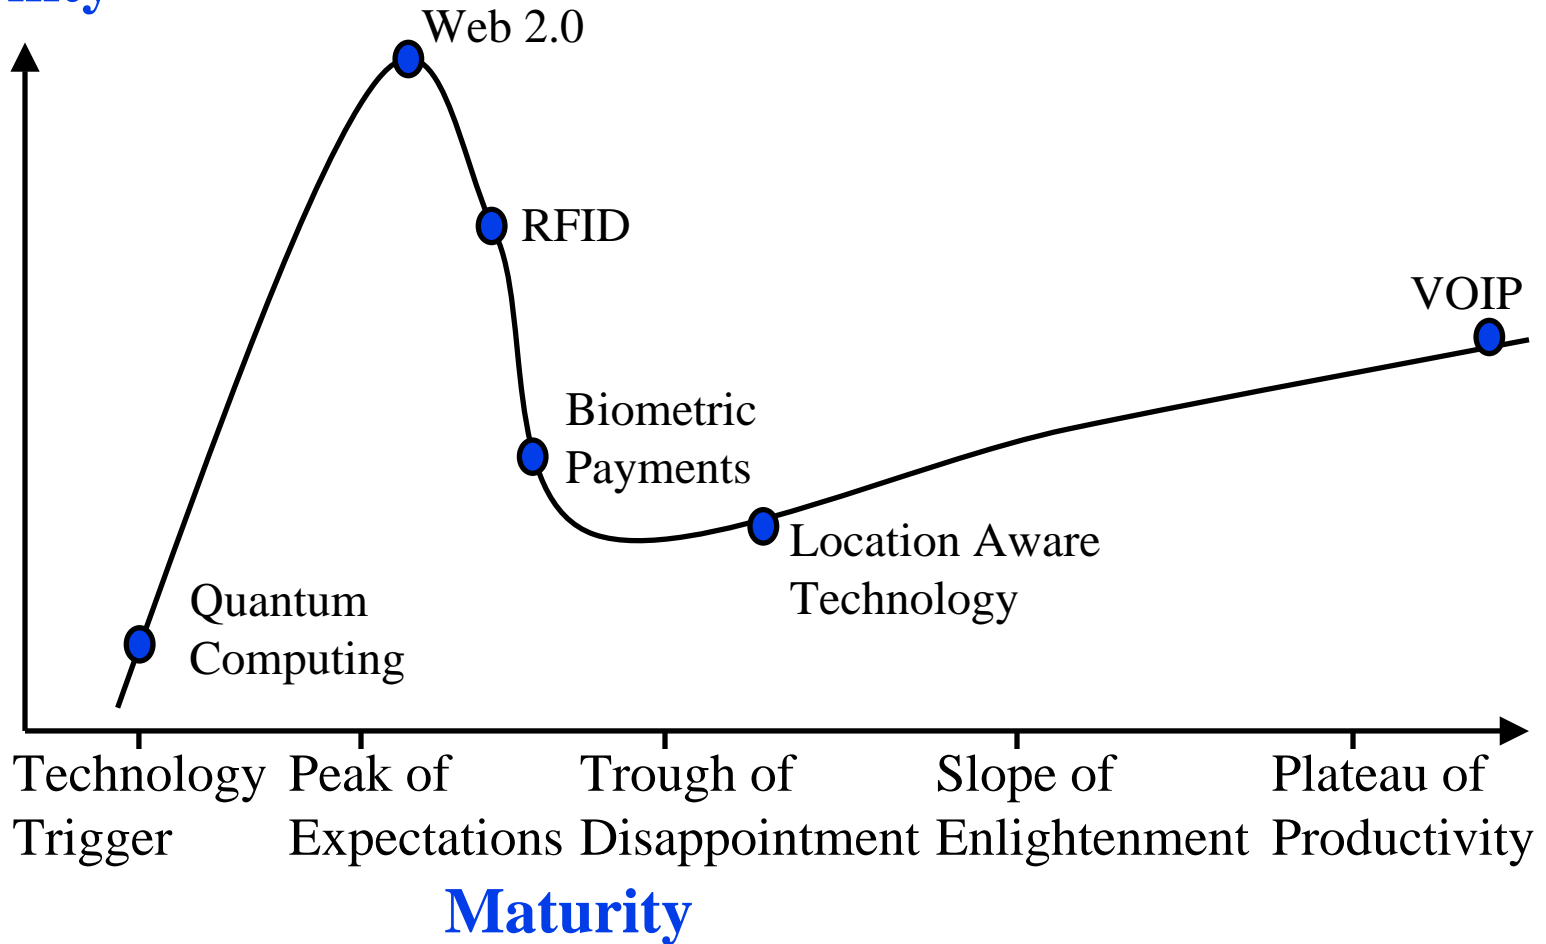 Web 2.0
RFID
VOIP
Biometric
Payments
Location Aware
Technology
Quantum
Computing
Technology
Trigger
Peak of
Expectations
Trough of
Disappointment
Slope of
Enlightenment
Plateau of
Productivity
Maturity